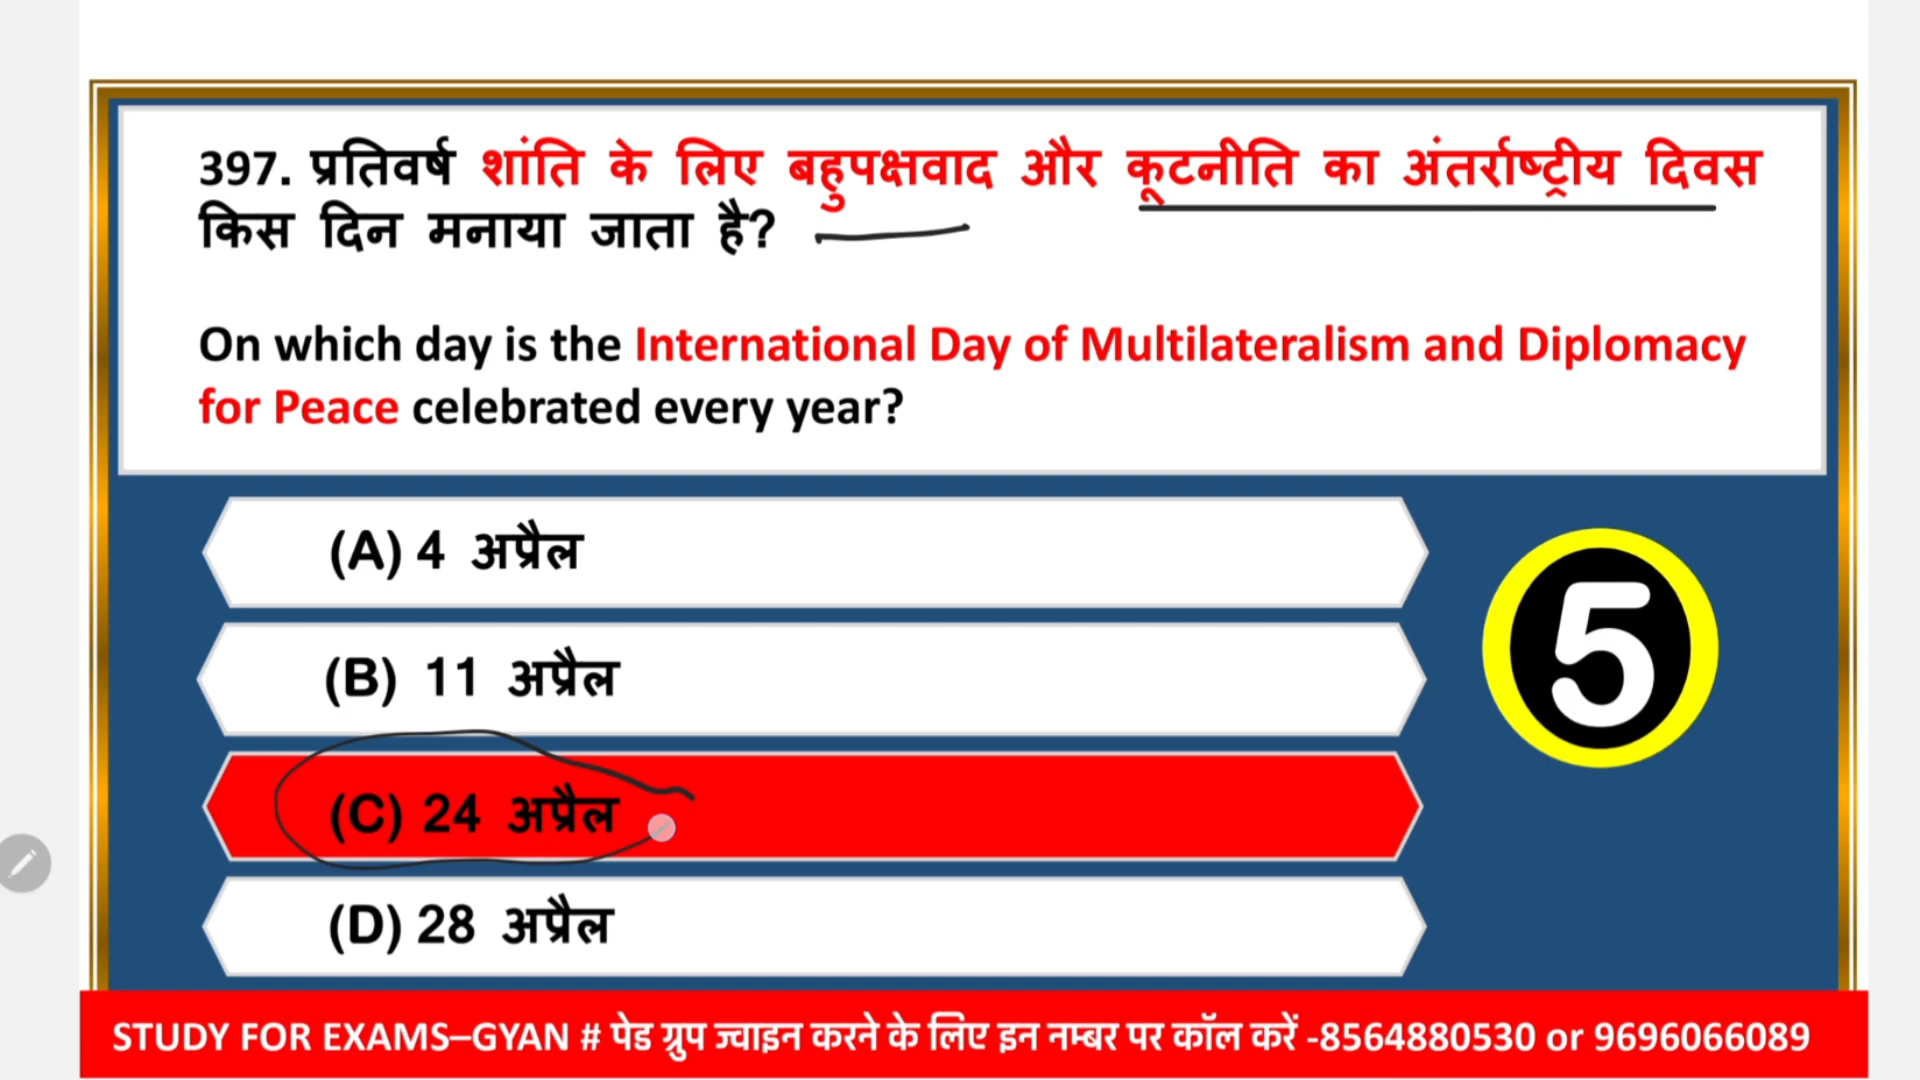 397. प्रतिवर्ष शांति के लिए बहुपक्षवाद और कूटनीति का अंतर्राष्ट्रीय दिवस
किस दिन मनाया जाता है?
On which day is the International Day of Multilateralism and Diplomacy
for Peace celebrated every year?
(A) 4 अप्रैल
(B) 11 अप्रैल
5
(C) 24 अप्रैल
(D) 28 अप्रैल
STUDY FOR EXAMS–GYAN # पेड ग्रुप ज्वाइन करने के लिए इन नम्बर पर कॉल करें -8564880530 or 9696066089